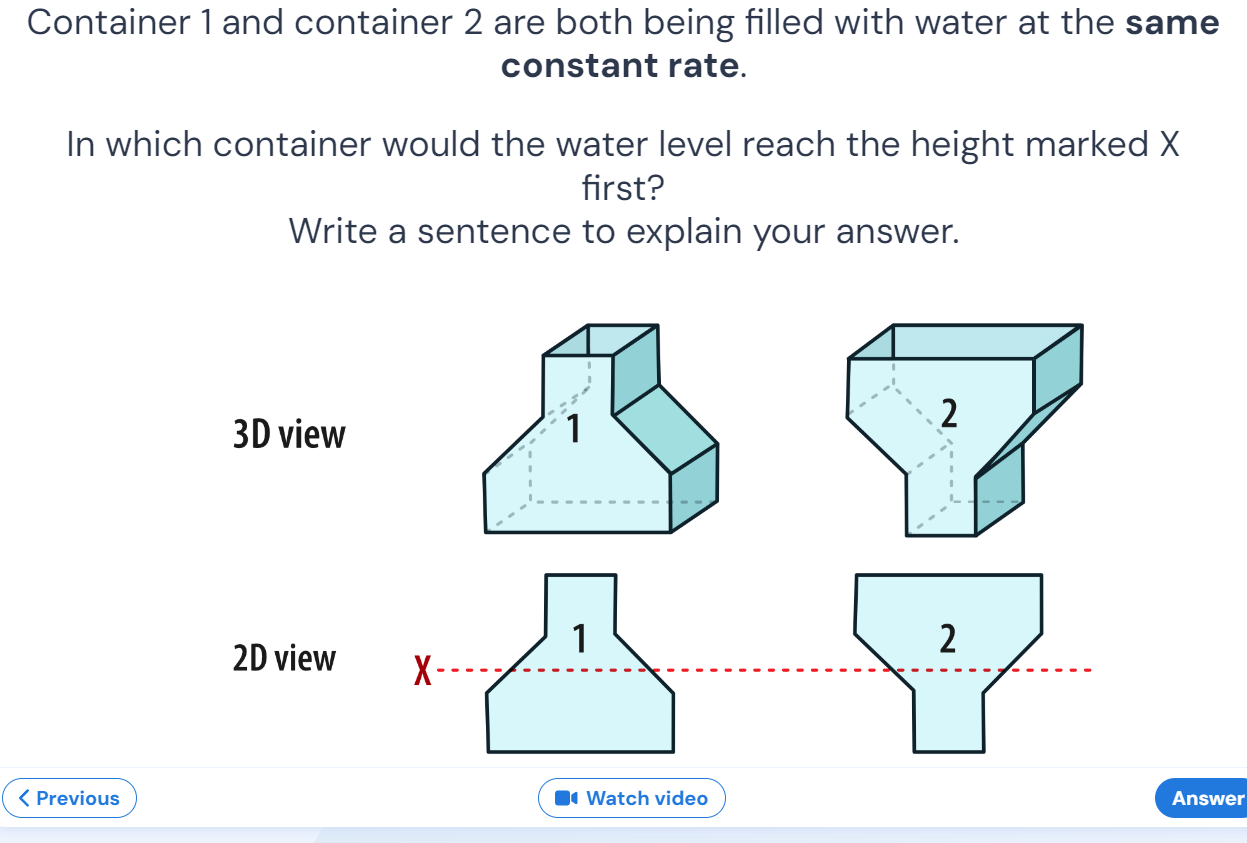 Container 1 and container 2 are both being filled with water at the same
constant rate.
In which container would the water level reach the height marked X
first?
Write a sentence to explain your answer.
3D view
1
2
2D view
X
1
2
Previous
Watch video
Answer